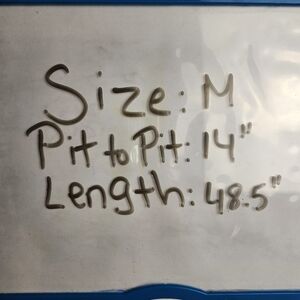 Size: M
Pit to Pit: 14"
Length: 48.5"